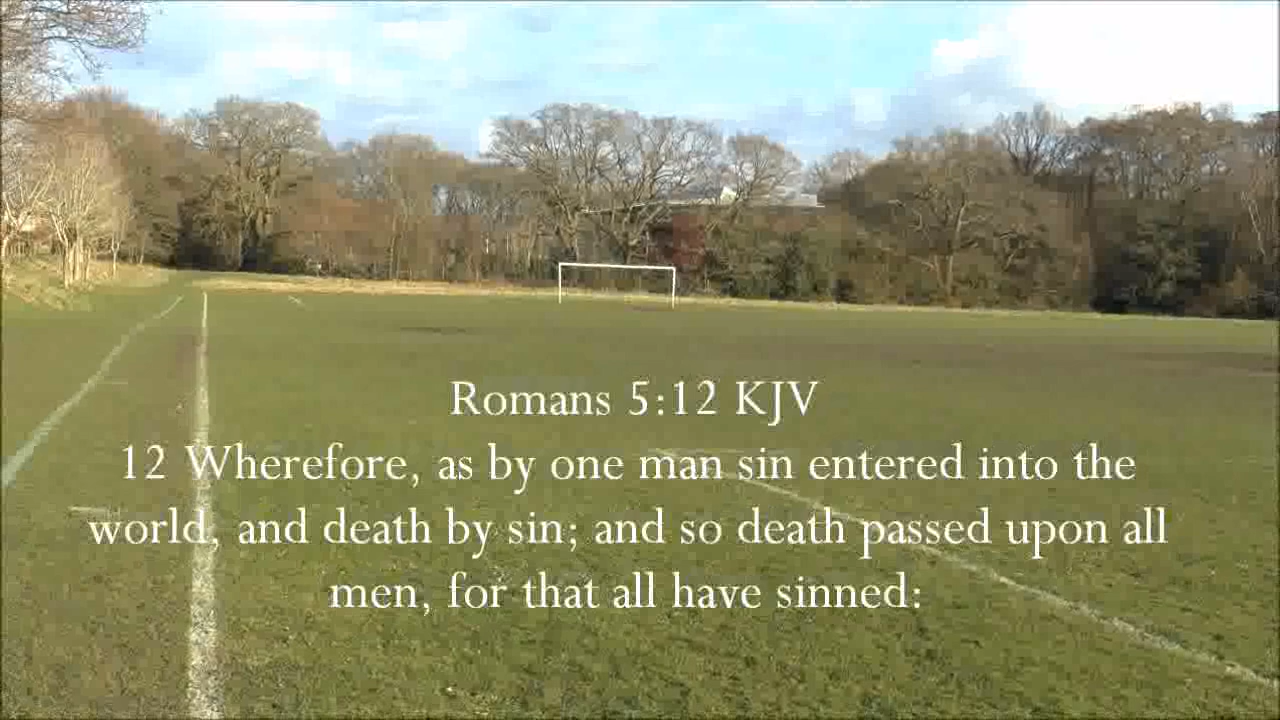 Romans 5:12 KJV
12 Wherefore, as by one man sin entered into the
world, and death by sin; and so death passed upon all
men, for that all have sinned: